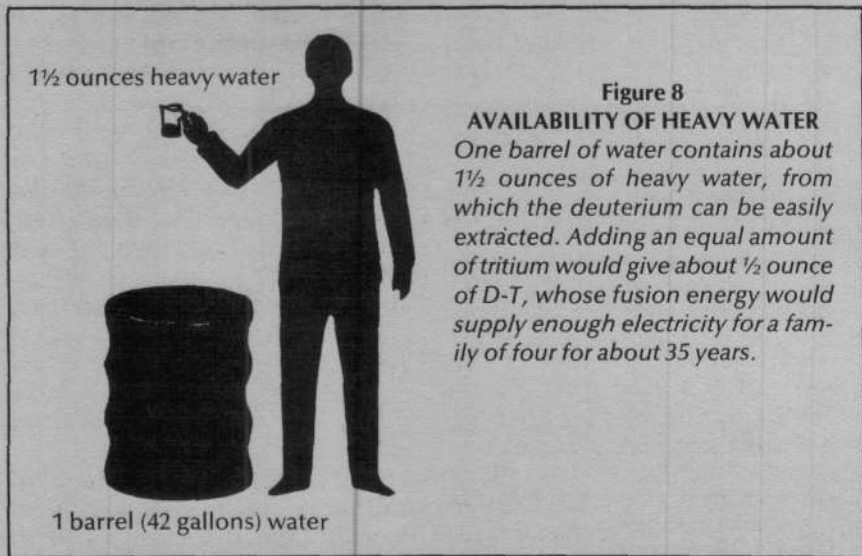 1½ ounces heavy water
Figure 8
AVAILABILITY OF HEAVY WATER
One barrel of water contains about
1½ ounces of heavy water, from
which the deuterium can be easily
extracted. Adding an equal amount
of tritium would give about ½ ounce
of D-T, whose fusion energy would
supply enough electricity for a fam-
ily of four for about 35 years.
1 barrel (42 gallons) water